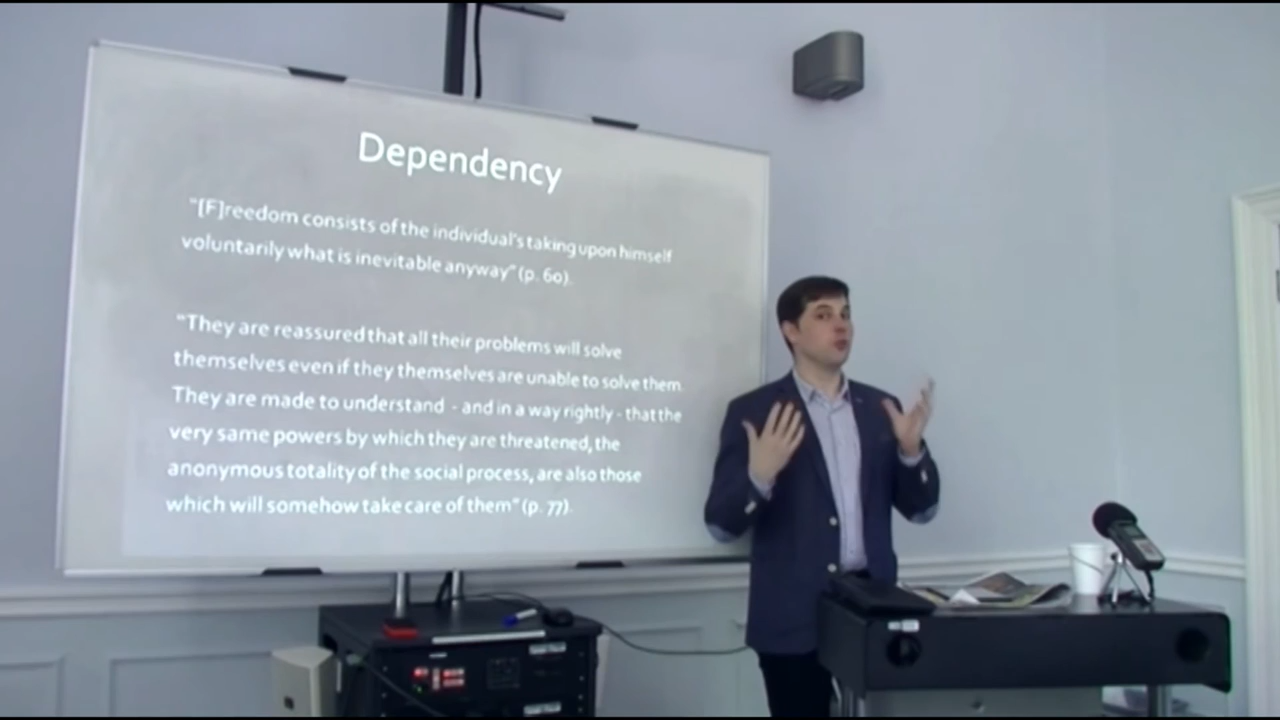 Dependency
"[F]reedom consists of the individual's taking upon himself
voluntarily what is inevitable anyway" (p. 60).
"They are reassured that all their problems will solve
themselves even if they themselves are unable to solve them.
They are made to understand - and in a way rightly - that the
very same powers by which they are threatened, the
anonymous totality of the social process, are also those
which will somehow take care of them" (p. 77).